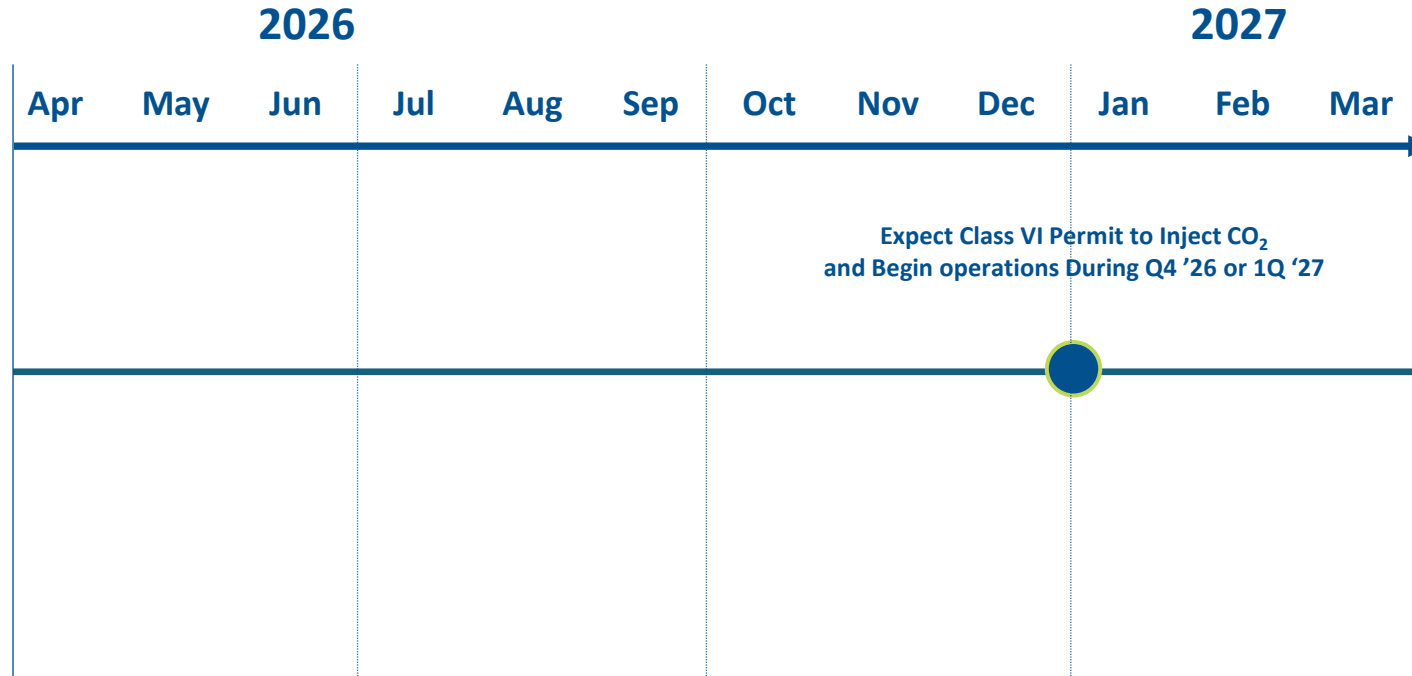 2026 2027
Apr May Jun Jul Aug Sep Oct Nov Dec Jan Feb Mar
Expect Class VI Permit to Inject CO₂
and Begin operations During Q4 ’26 or 1Q ‘27